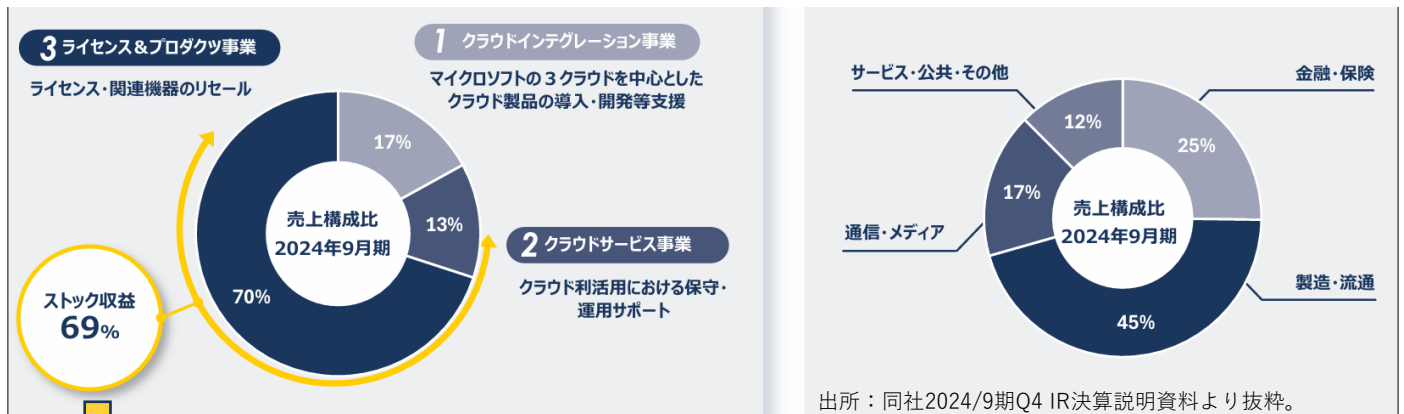 3 ライセンス&プロダクツ事業
ライセンス・関連機器のリセール
1 クラウドインテグレーション事業
マイクロソフトの3クラウドを中心とした
クラウド製品の導入・開発等支援
17%
13%
70%
売上構成比
2024年9月期
2 クラウドサービス事業
クラウド利活用における保守・
運用サポート
ストック収益
69%
サービス・公共・その他
金融・保険
12%
25%
17%
45%
売上構成比
2024年9月期
通信・メディア
製造・流通
出所：同社2024/9期Q4 IR決算説明資料より抜粋。